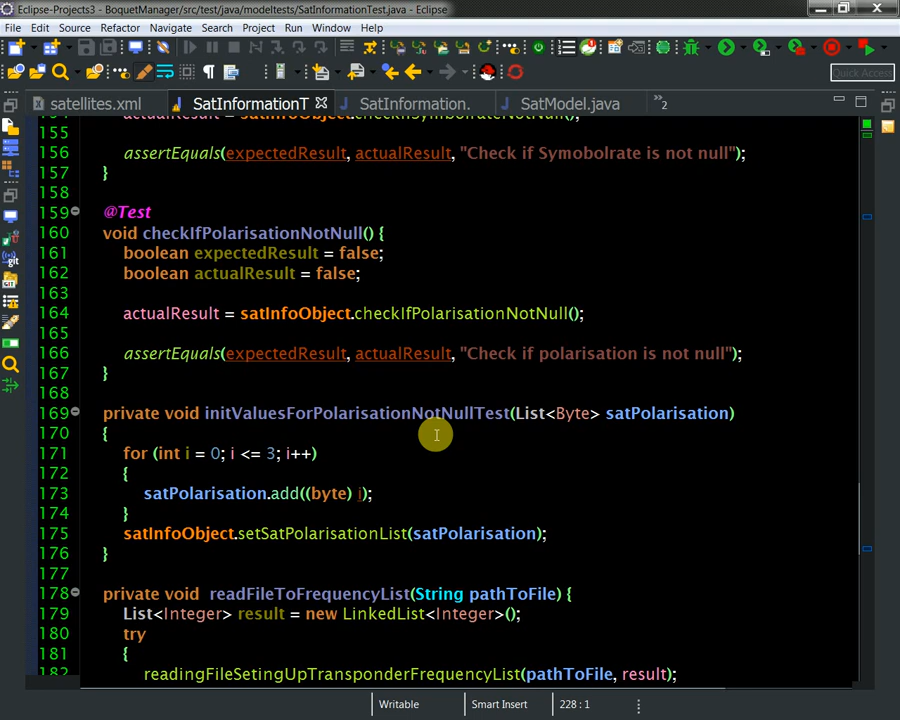 Eclipse-Projects3 - BoquetManager/src/test/java/modeltests/SatInformationTest.java - Eclipse
File Edit Source Refactor Navigate Search Project Run Window Help
Quick Access
satellites.xml SatInformationT SatInformation. SatModel.java »2
actualResult = satInfoObject.checkIfSymbolrateNotNull();
155
156 assertEquals(expectedResult, actualResult, "Check if Symobolrate is not null");
157 }
158
159 @Test
160 void checkIfPolarisationNotNull() {
161 boolean expectedResult = false;
162 boolean actualResult = false;
163
164 actualResult = satInfoObject.checkIfPolarisationNotNull();
165
166 assertEquals(expectedResult, actualResult, "Check if polarisation is not null");
167 }
168
169 private void initValuesForPolarisationNotNullTest(List<Byte> satPolarisation)
170 {
171 for (int i = 0; i <= 3; i++)
172 {
173 satPolarisation.add((byte) i);
174 }
175 satInfoObject.setSatPolarisationList(satPolarisation);
176 }
177
178 private void readFileToFrequencyList(String pathToFile) {
179 List<Integer> result = new LinkedList<Integer>();
180 try
181 {
182 readingFileSetingUpTransponderFrequencyList(pathToFile, result);
Writable Smart Insert 228 : 1